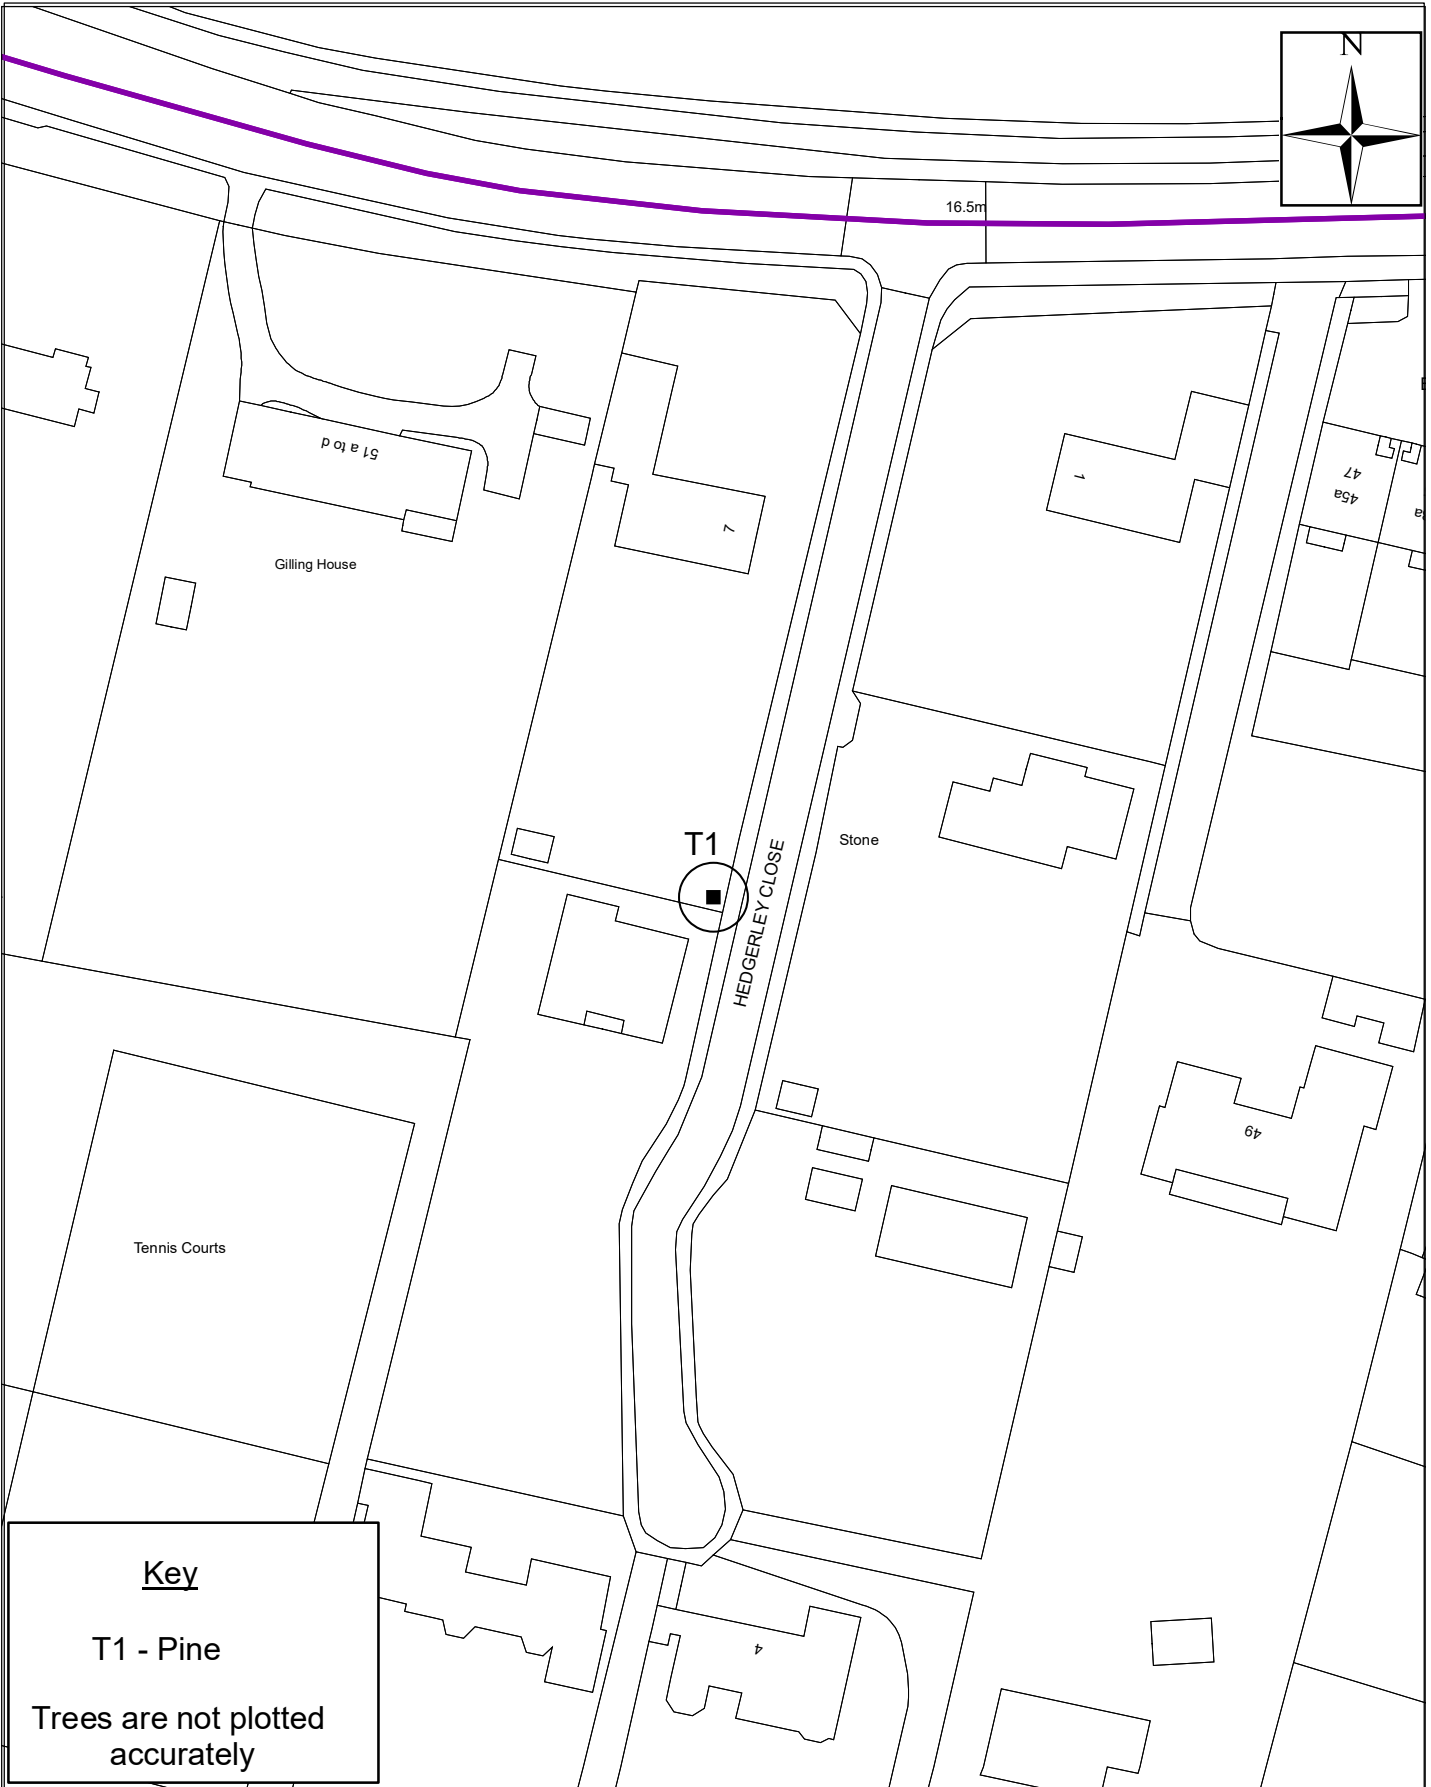 N
16.5m
51 a to d
47
45a
7
1
Gilling House
T1
Stone
HEDGERLEY CLOSE
49
Tennis Courts
4
Key
T1 - Pine
Trees are not plotted
accurately